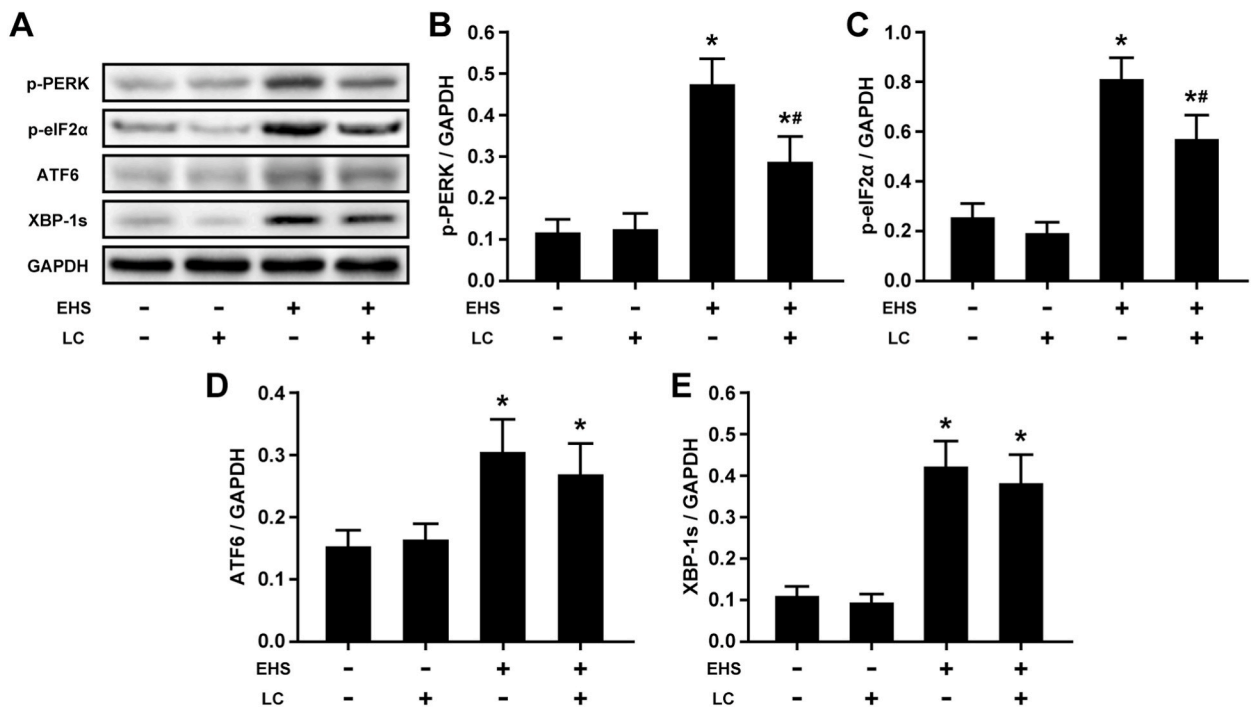 A
p-PERK
p-eIF2α
ATF6
XBP-1s
GAPDH
EHS - - + +
LC - + - +
B
p-PERK / GAPDH
0.6
0.5
0.4
0.3
0.2
0.1
0.0
*
*#
EHS - - + +
LC - + - +
C
p-eIF2α / GAPDH
1.0
0.8
0.6
0.4
0.2
0.0
*
*#
EHS - - + +
LC - + - +
D
ATF6 / GAPDH
0.4
0.3
0.2
0.1
0.0
*
*
EHS - - + +
LC - + - +
E
XBP-1s / GAPDH
0.6
0.5
0.4
0.3
0.2
0.1
0.0
*
*
EHS - - + +
LC - + - +